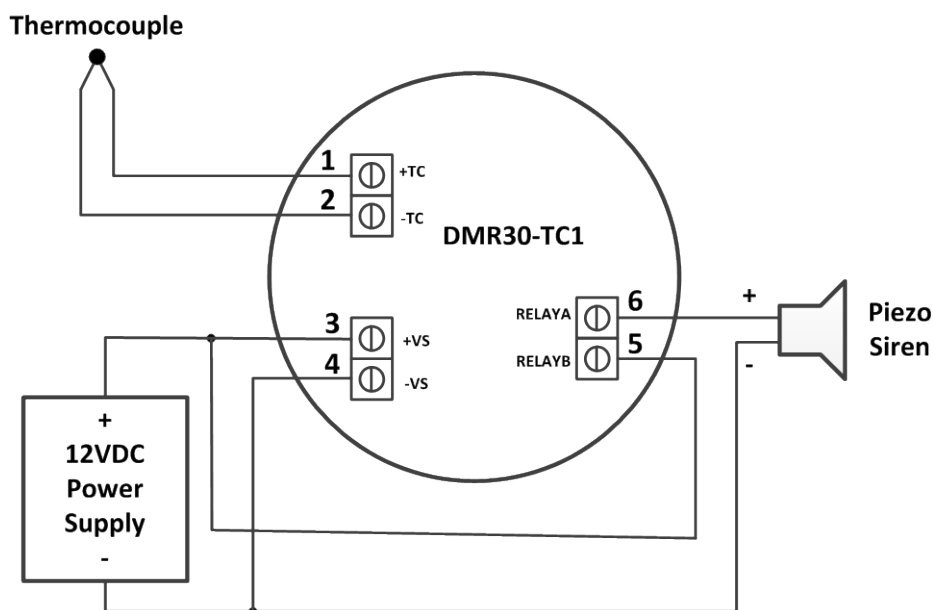 Thermocouple
1
+TC
2
-TC
DMR30-TC1
3
+VS
4
-VS
RELAYA
6
RELAYB
5
+
-
Piezo
Siren
+
12VDC
Power
Supply
-